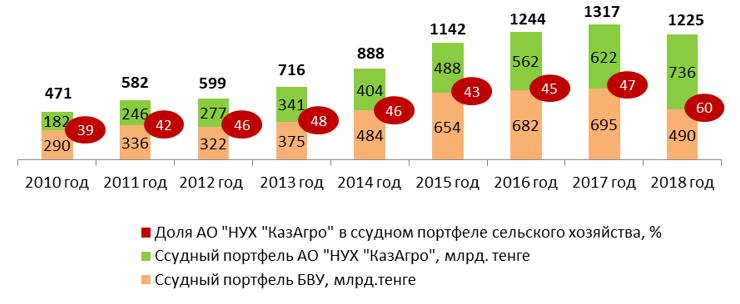 471 582 599 716 888 1142 1244 1317 1225
182 246 277 341 404 488 562 622 736
39 42 46 48 46 43 45 47 60
290 336 322 375 484 654 682 695 490
2010 год 2011 год 2012 год 2013 год 2014 год 2015 год 2016 год 2017 год 2018 год
Доля АО "НУХ "КазАгро" в ссудном портфеле сельского хозяйства, %
Ссудный портфель АО "НУХ "КазАгро", млрд. тенге
Ссудный портфель БВУ, млрд.тенге